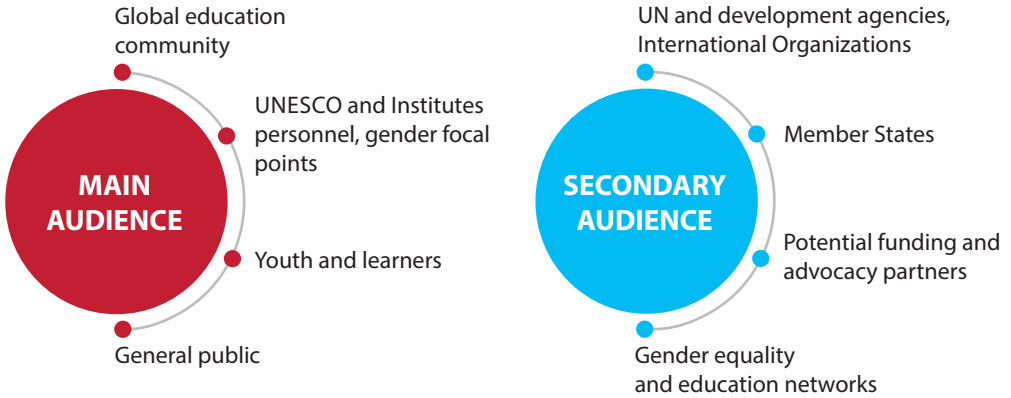 Global education
community
UNESCO and Institutes
personnel, gender focal
points
MAIN
AUDIENCE
Youth and learners
General public
UN and development agencies,
International Organizations
Member States
SECONDARY
AUDIENCE
Potential funding and
advocacy partners
Gender equality
and education networks